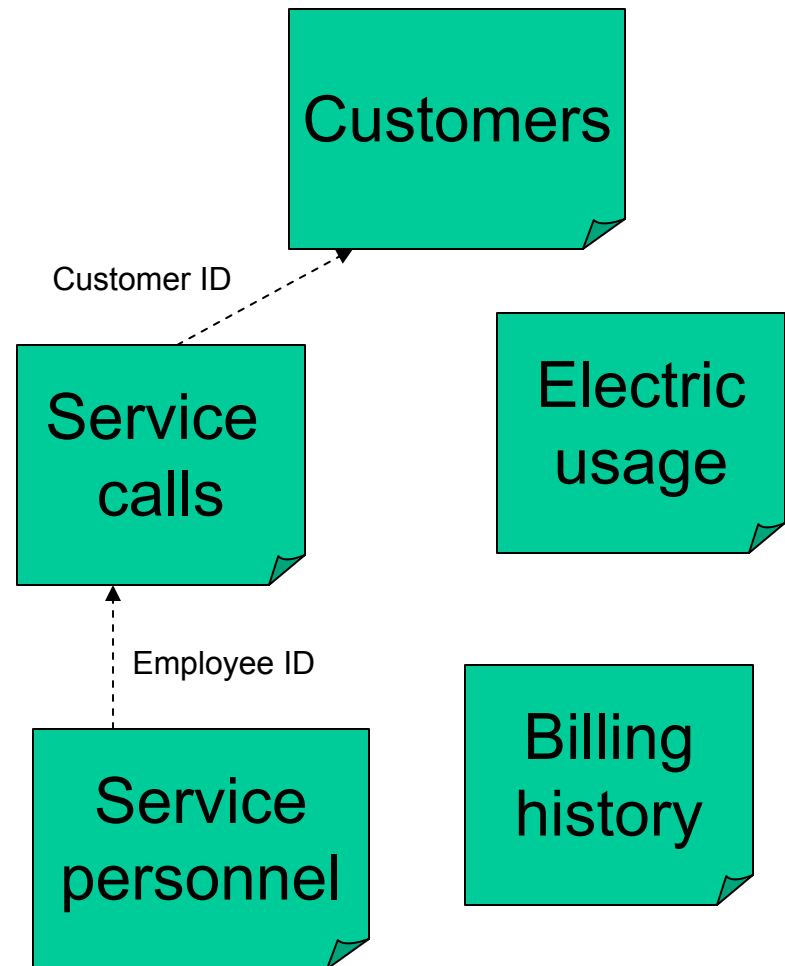 Customers
Customer ID
Service
calls
Electric
usage
Employee ID
Service
personnel
Billing
history